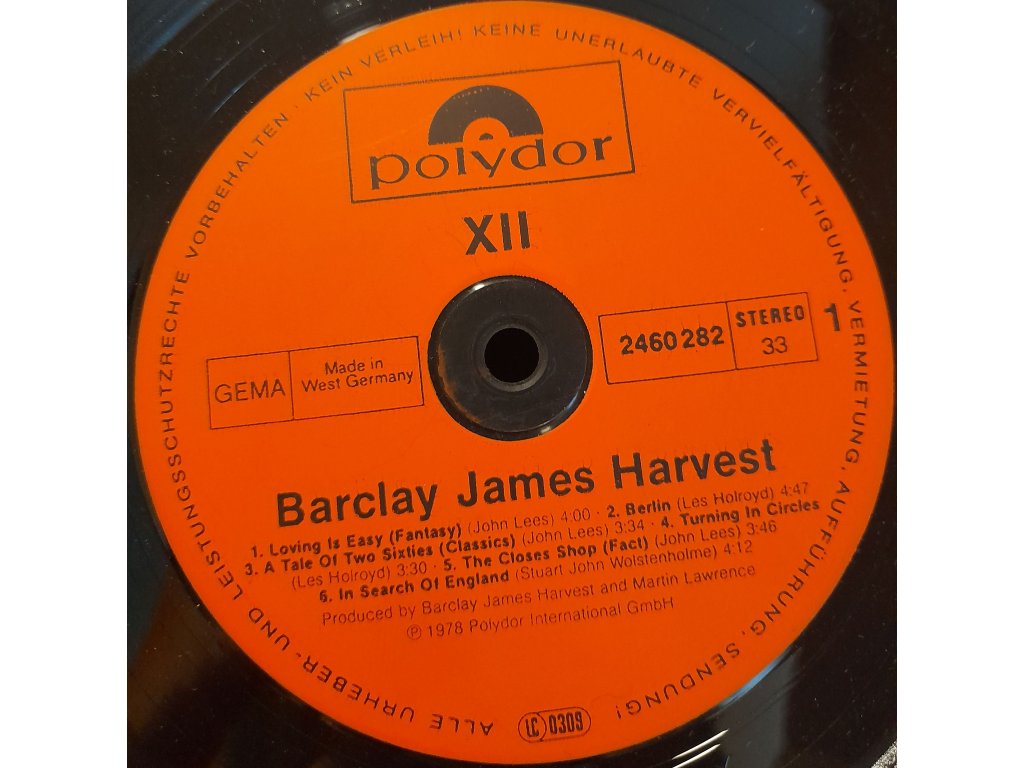 ALLE URHEBER- UND LEISTUNGSSCHUTZRECHTE VORBEHALTEN · KEIN VERLEIH! KEINE UNERLAUBTE VERVIELFÄLTIGUNG, VERMIETUNG, AUFFÜHRUNG, SENDUNG!
polydor
XII
GEMA
Made in
West Germany
2460 282
STEREO
33
1
Barclay James Harvest
1. Loving Is Easy (Fantasy) (John Lees) 4:00 · 2. Berlin (Les Holroyd) 4:47
3. A Tale Of Two Sixties (Classics) (John Lees) 3:34 · 4. Turning In Circles
(Les Holroyd) 3:30 · 5. The Closes Shop (Fact) (John Lees) 3:46
6. In Search Of England (Stuart John Wolstenholme) 4:12
Produced by Barclay James Harvest and Martin Lawrence
℗ 1978 Polydor International GmbH
LC 0309